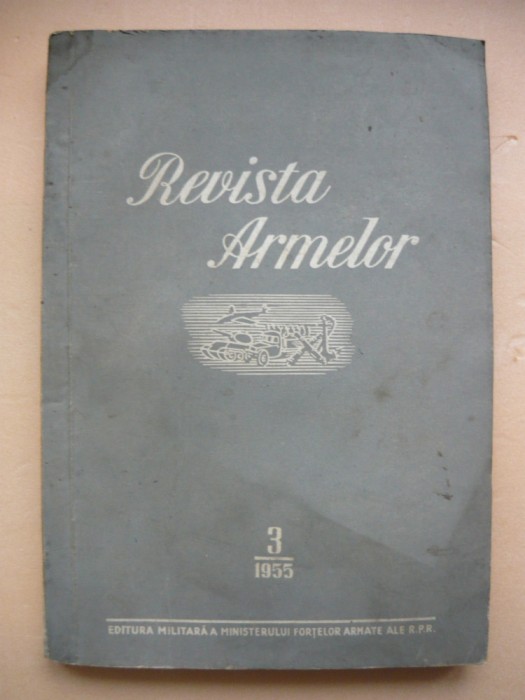 Revista
Armelor
3
1955
EDITURA MILITARĂ A MINISTERULUI FORȚELOR ARMATE ALE R.P.R.